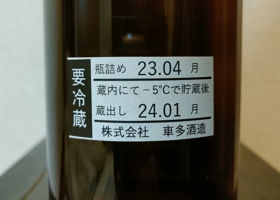 要冷蔵
瓶詰め 23.04 月
蔵内にて－5℃で貯蔵後
蔵出し 24.01 月
株式会社 車多酒造